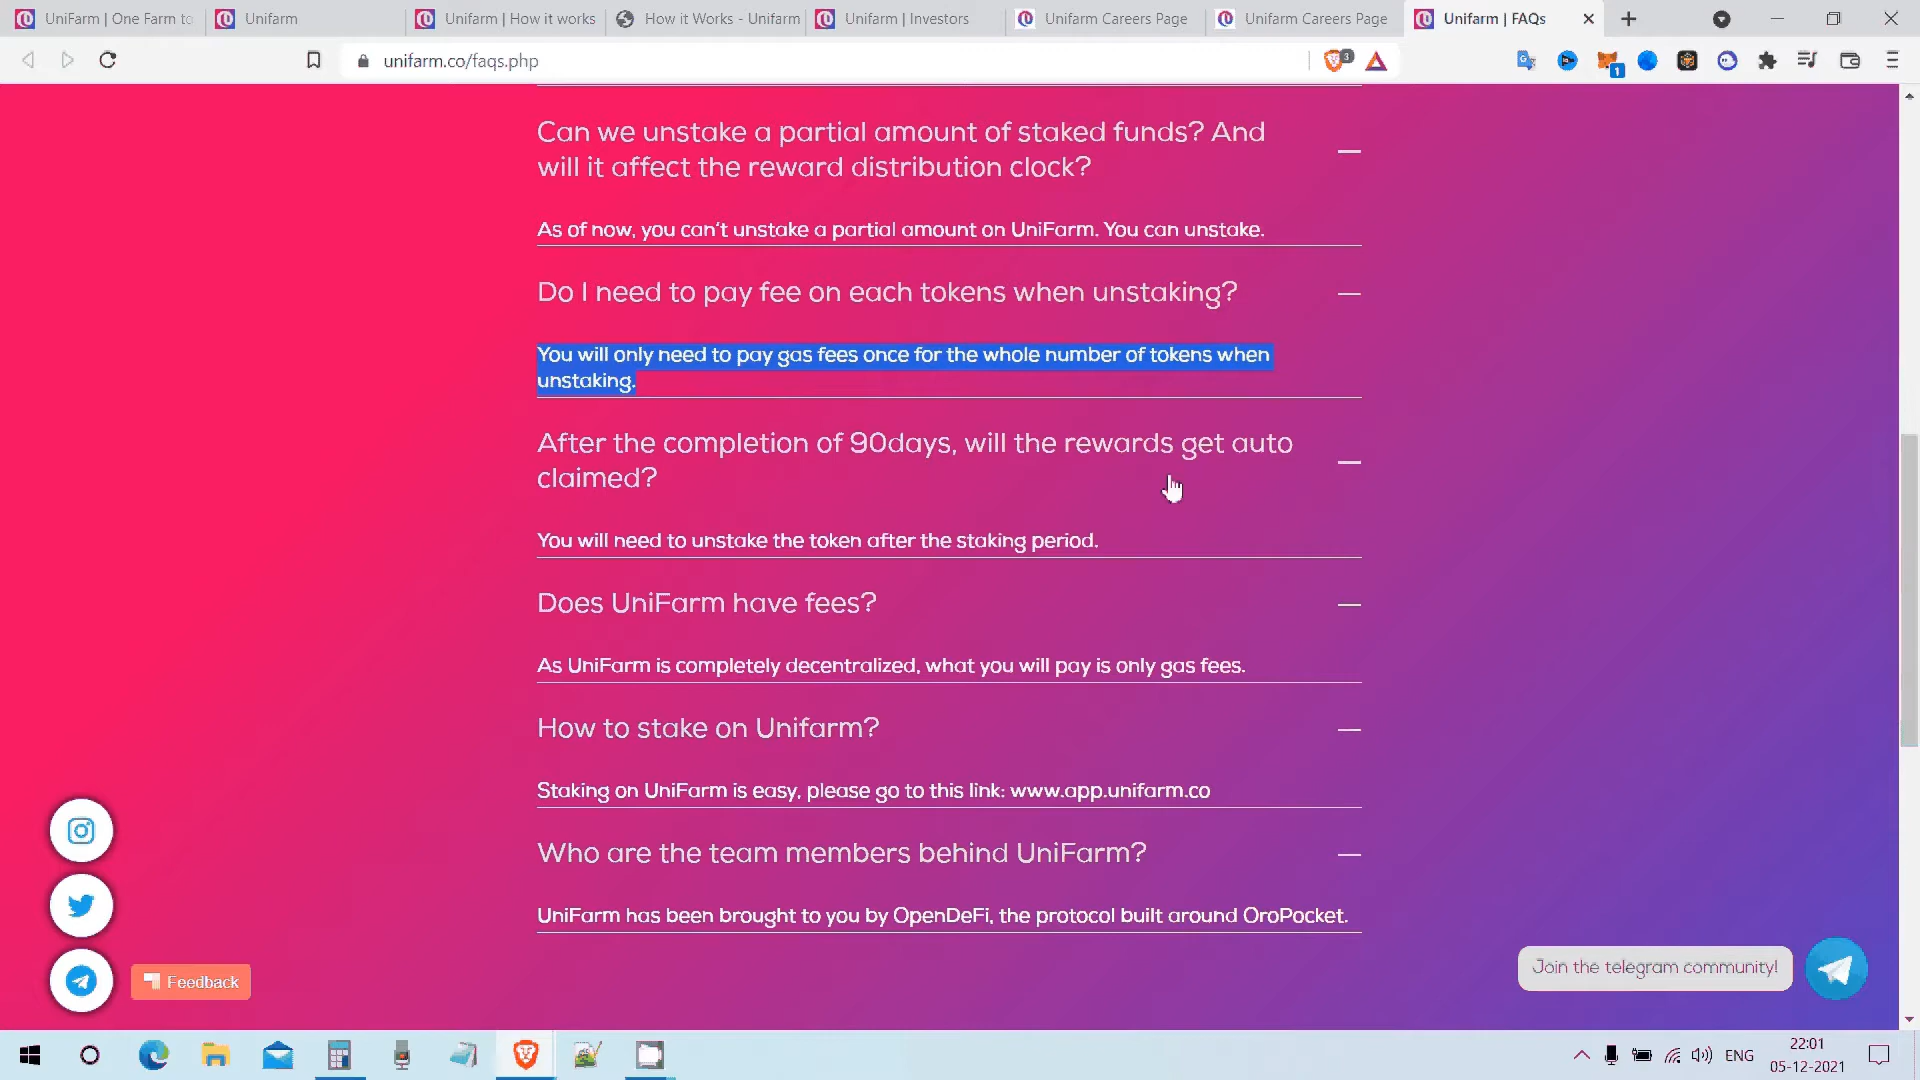 UniFarm | One Farm to
Unifarm
Unifarm | How it works
How it Works - Unifarm
Unifarm | Investors
Unifarm Careers Page
Unifarm Careers Page
Unifarm | FAQs
unifarm.co/faqs.php
3
1
Can we unstake a partial amount of staked funds? And
will it affect the reward distribution clock?
As of now, you can't unstake a partial amount on UniFarm. You can unstake.
Do I need to pay fee on each tokens when unstaking?
You will only need to pay gas fees once for the whole number of tokens when
unstaking.
After the completion of 90days, will the rewards get auto
claimed?
You will need to unstake the token after the staking period.
Does UniFarm have fees?
As UniFarm is completely decentralized, what you will pay is only gas fees.
How to stake on Unifarm?
Staking on UniFarm is easy, please go to this link: www.app.unifarm.co
Who are the team members behind UniFarm?
UniFarm has been brought to you by OpenDeFi, the protocol built around OroPocket.
Feedback
Join the telegram community!
ENG
22:01
05-12-2021